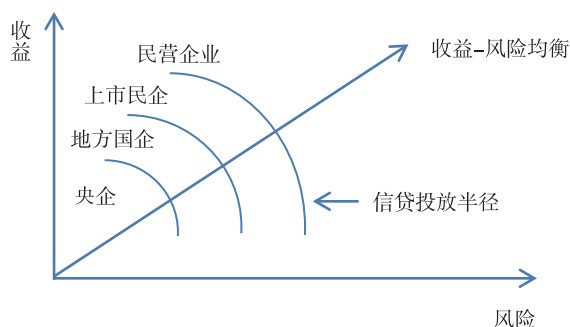 收益
民营企业
收益–风险均衡
上市民企
地方国企
央企
信贷投放半径
风险